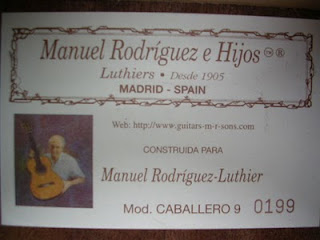 Manuel Rodríguez e Hijos ™®
Luthiers • Desde 1905
MADRID - SPAIN
Web: http://www.guitars-m-r-sons.com
CONSTRUIDA PARA
Manuel Rodríguez-Luthier
Mod. CABALLERO 9 0199